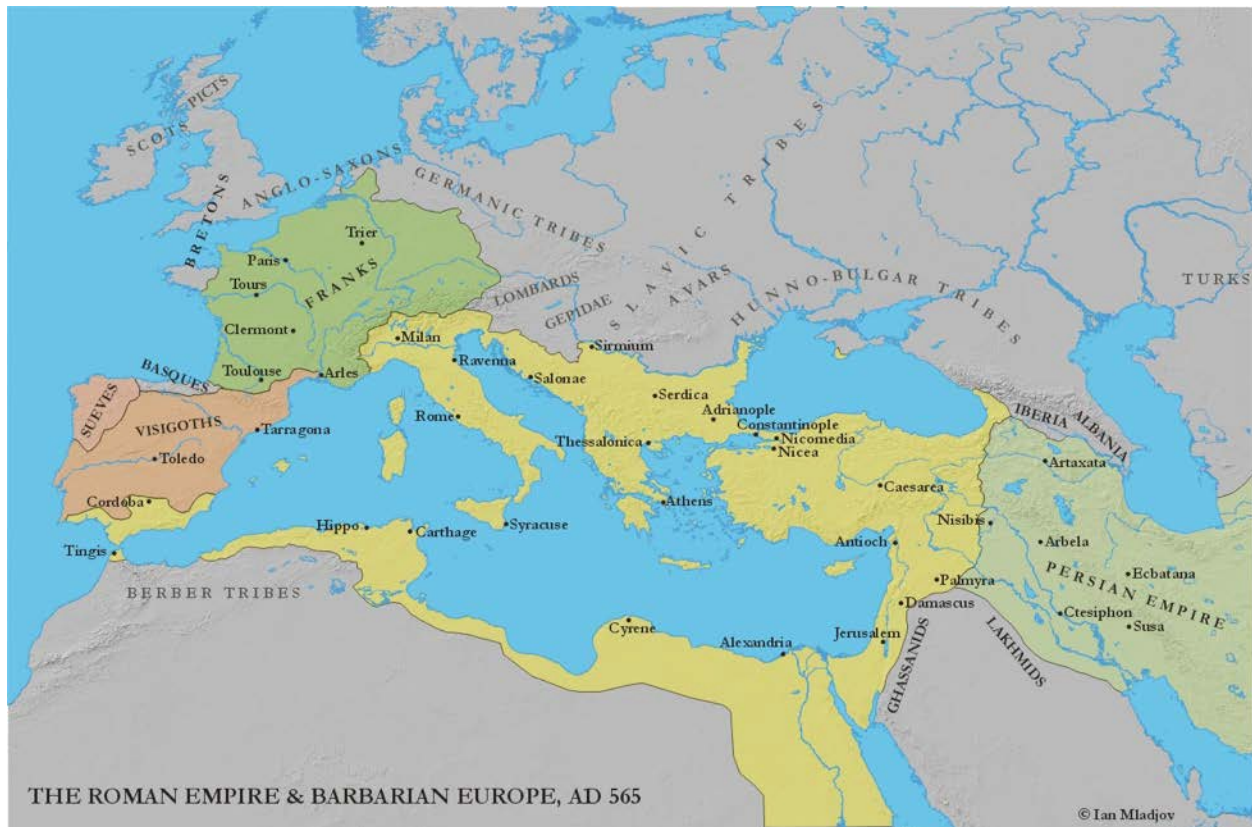 PICTS
SCOTS
ANGLO-SAXONS
BRETONS
GERMANIC TRIBES
SLAVIC TRIBES
Trier
Paris
FRANKS
Tours
LOMBARDS
AVARS
HUNNO-BULGAR TRIBES
TURKS
GEPIDAE
Clermont
Milan
Sirmium
BASQUES
Toulouse
Arles
Ravenna
Salonae
Serdica
SUEVES
VISIGOTHS
Tarragona
Rome
Adrianople
Constantinople
IBERIA
ALBANIA
Toledo
Thessalonica
Nicomedia
Nicea
Artaxata
Cordoba
Athens
Caesarea
Nisibis
Hippo
Carthage
Syracuse
Tingis
Antioch
Arbela
Ecbatana
PERSIAN EMPIRE
BERBER TRIBES
Palmyra
Damascus
Ctesiphon
Susa
Cyrene
Alexandria
Jerusalem
GHASSANIDS
LAKHMIDS
THE ROMAN EMPIRE & BARBARIAN EUROPE, AD 565
© Ian Mladjov